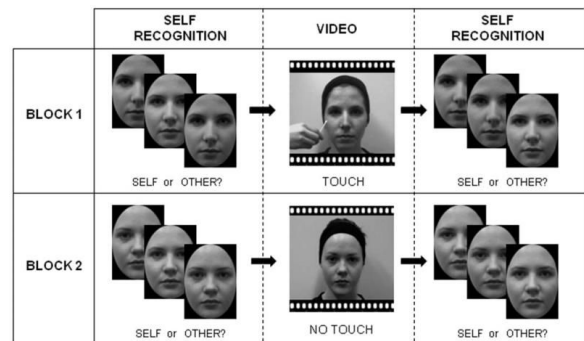 SELF
RECOGNITION
VIDEO
SELF
RECOGNITION
BLOCK 1
SELF or OTHER?
TOUCH
SELF or OTHER?
BLOCK 2
SELF or OTHER?
NO TOUCH
SELF or OTHER?